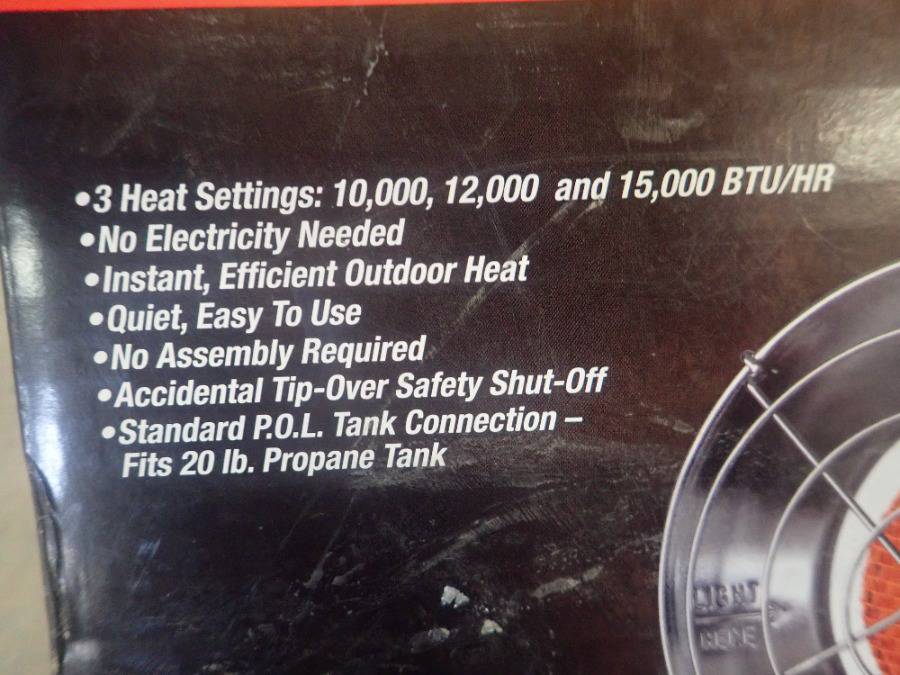 •3 Heat Settings: 10,000, 12,000 and 15,000 BTU/HR
•No Electricity Needed
•Instant, Efficient Outdoor Heat
•Quiet, Easy To Use
•No Assembly Required
•Accidental Tip-Over Safety Shut-Off
•Standard P.O.L. Tank Connection –
Fits 20 lb. Propane Tank
LIGHT
HERE